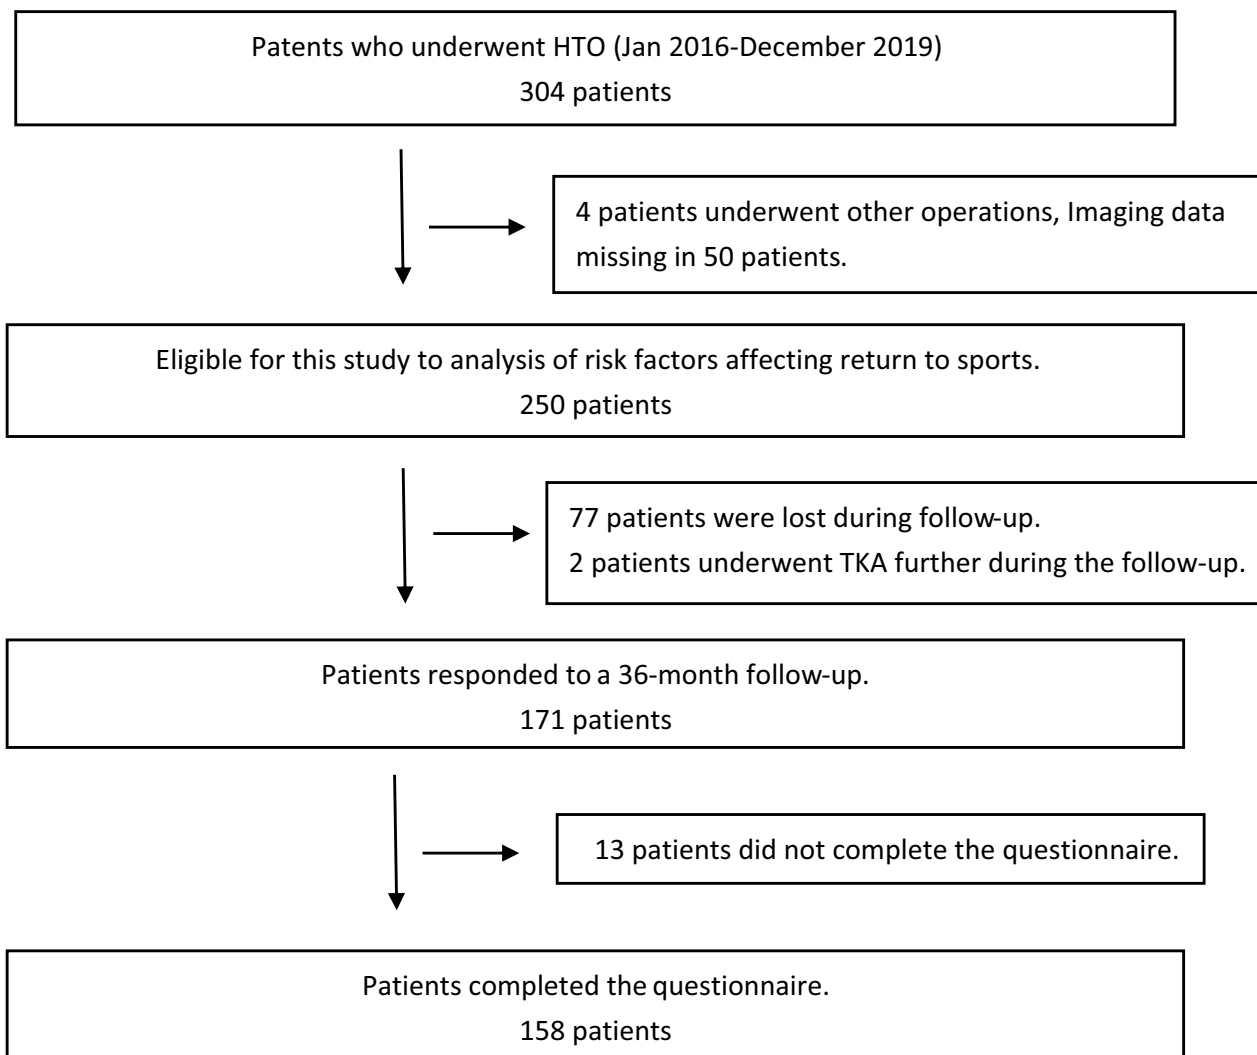 Patents who underwent HTO (Jan 2016-December 2019)
304 patients
4 patients underwent other operations, Imaging data
missing in 50 patients.
Eligible for this study to analysis of risk factors affecting return to sports.
250 patients
77 patients were lost during follow-up.
2 patients underwent TKA further during the follow-up.
Patients responded to a 36-month follow-up.
171 patients
13 patients did not complete the questionnaire.
Patients completed the questionnaire.
158 patients